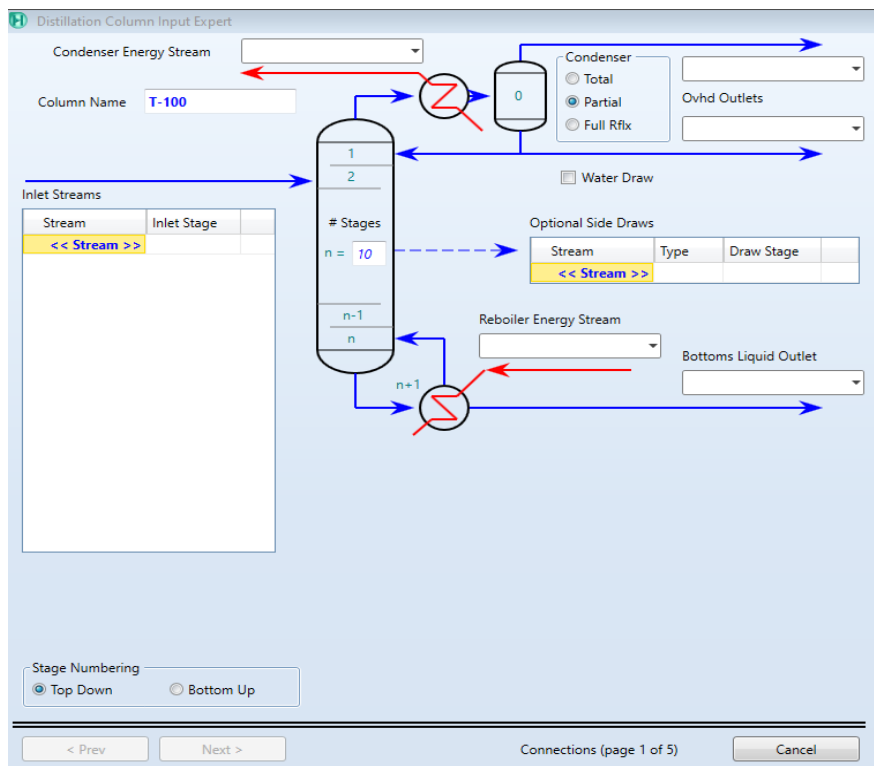 Distillation Column Input Expert
Condenser Energy Stream
Column Name T-100
0
Condenser
Total
Partial
Full Rflx
Ovhd Outlets
1
2
Water Draw
Inlet Streams
Stream Inlet Stage
<< Stream >>
# Stages
n = 10
Optional Side Draws
Stream Type Draw Stage
<< Stream >>
n-1
n
n+1
Reboiler Energy Stream
Bottoms Liquid Outlet
Stage Numbering
Top Down Bottom Up
< Prev Next > Connections (page 1 of 5) Cancel